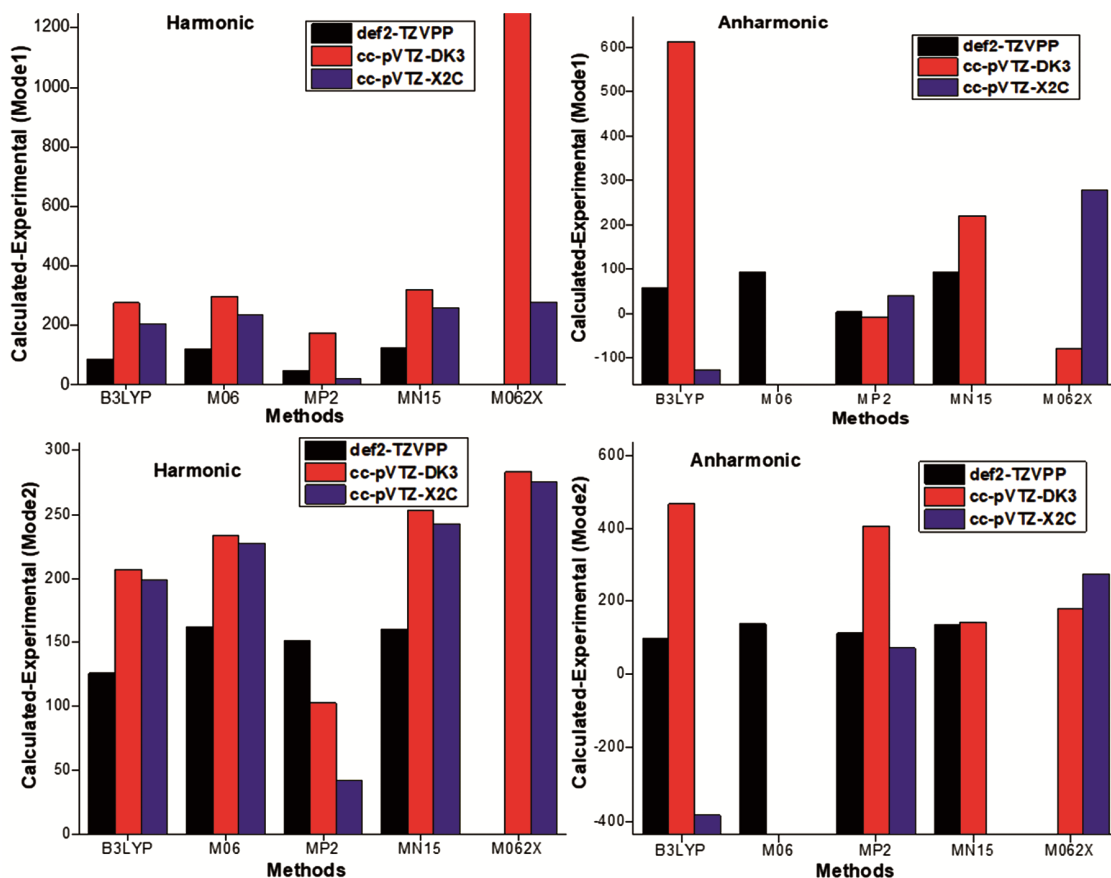 Harmonic
def2-TZVPP
cc-pVTZ-DK3
cc-pVTZ-X2C
Calculated-Experimental (Mode1)
1200
1000
800
600
400
200
0
B3LYP M06 MP2 MN15 M062X
Methods
Anharmonic
def2-TZVPP
cc-pVTZ-DK3
cc-pVTZ-X2C
Calculated-Experimental (Mode1)
600
500
400
300
200
100
0
-100
B3LYP M06 MP2 MN15 M062X
Methods
Harmonic
def2-TZVPP
cc-pVTZ-DK3
cc-pVTZ-X2C
Calculated-Experimental (Mode2)
300
250
200
150
100
50
0
B3LYP M06 MP2 MN15 M062X
Methods
Anharmonic
def2-TZVPP
cc-pVTZ-DK3
cc-pVTZ-X2C
Calculated-Experimental (Mode2)
600
400
200
0
-200
-400
B3LYP M06 MP2 MN15 M062X
Methods